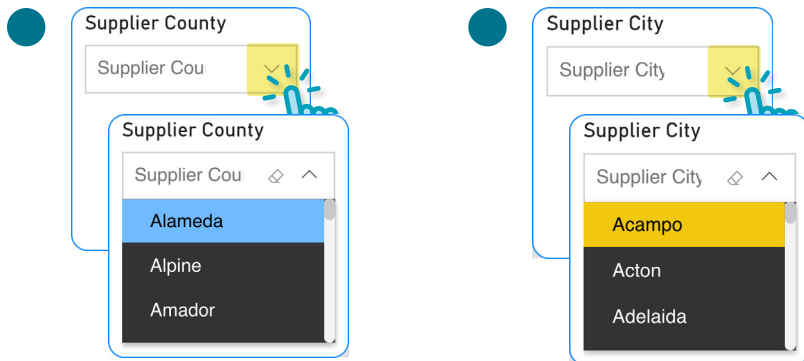 Supplier County
Supplier Cou
Supplier County
Supplier Cou
Alameda
Alpine
Amador
Supplier City
Supplier City
Supplier City
Supplier City
Acampo
Acton
Adelaida